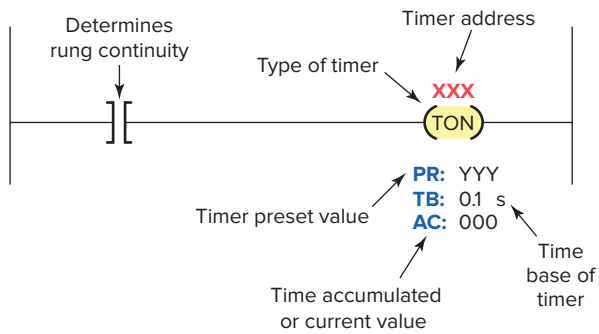 Determines
rung continuity
Timer address
Type of timer
XXX
TON
PR: YYY
TB: 0.1 s
AC: 000
Timer preset value
Time
base of
timer
Time accumulated
or current value